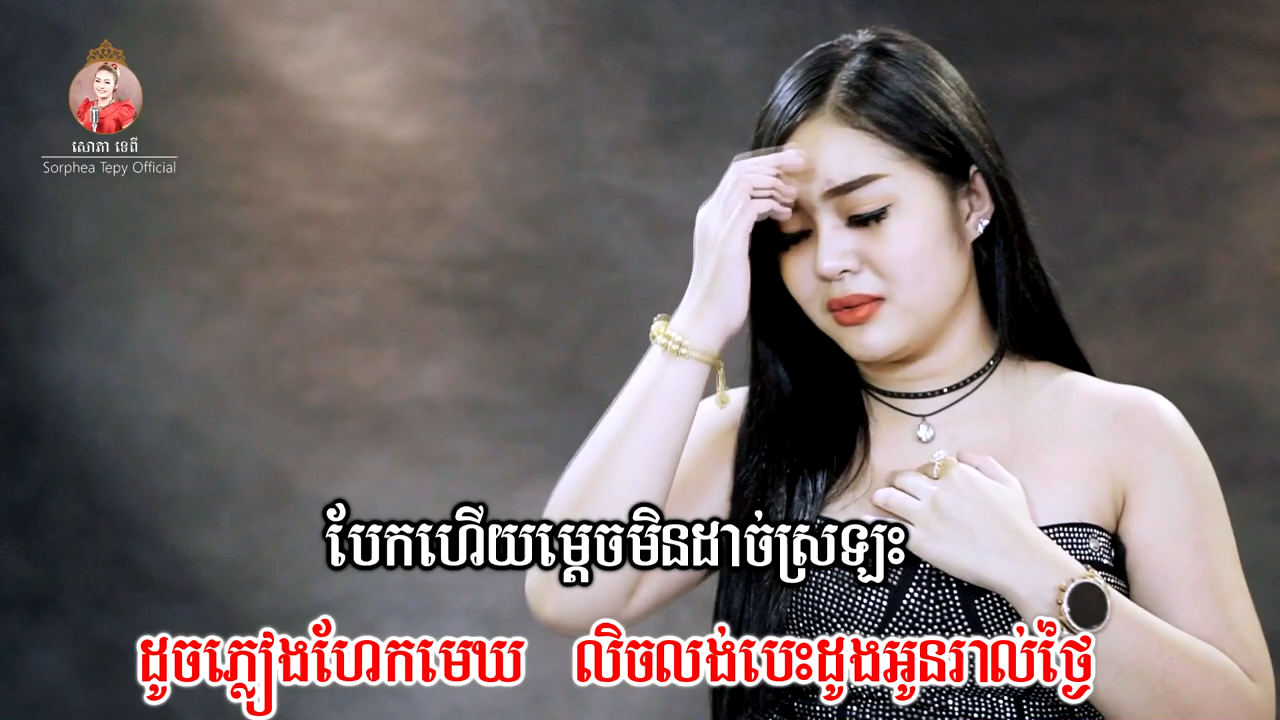 សោភា ទេពី
Sorphea Tepy Official
បែកហើយម្ដេចមិនដាច់ស្រឡះ
ដូចភ្លៀងហែកមេឃ លិចលង់បេះដូងអូនរាល់ថ្ងៃ